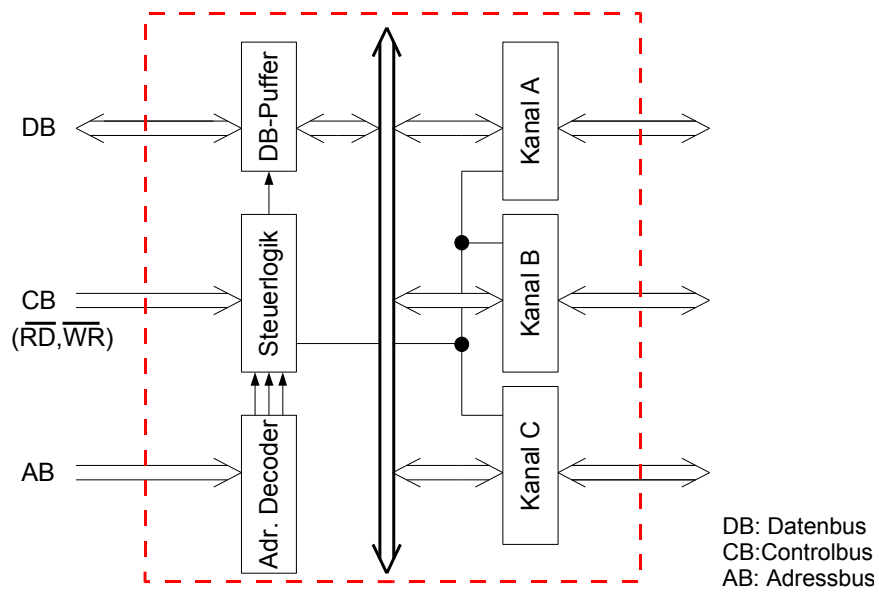 DB
DB-Puffer
Kanal A
CB
(RD,WR)
Steuerlogik
Kanal B
AB
Adr. Decoder
Kanal C
DB: Datenbus
CB:Controlbus
AB: Adressbus